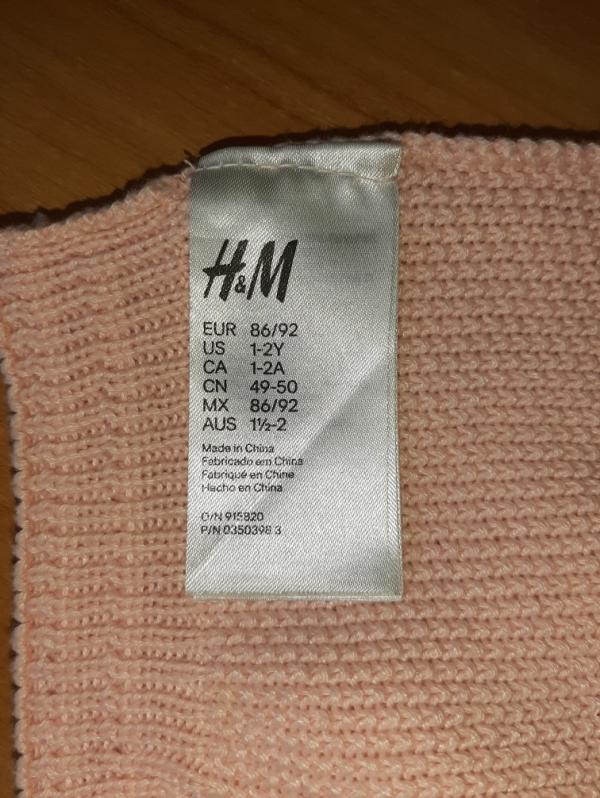 H&M
EUR 86/92
US 1-2Y
CA 1-2A
CN 49-50
MX 86/92
AUS 1½-2
Made in China
Fabricado em China
Fabriqué en Chine
Hecho en China
O/N 915820
P/N 0350398 3